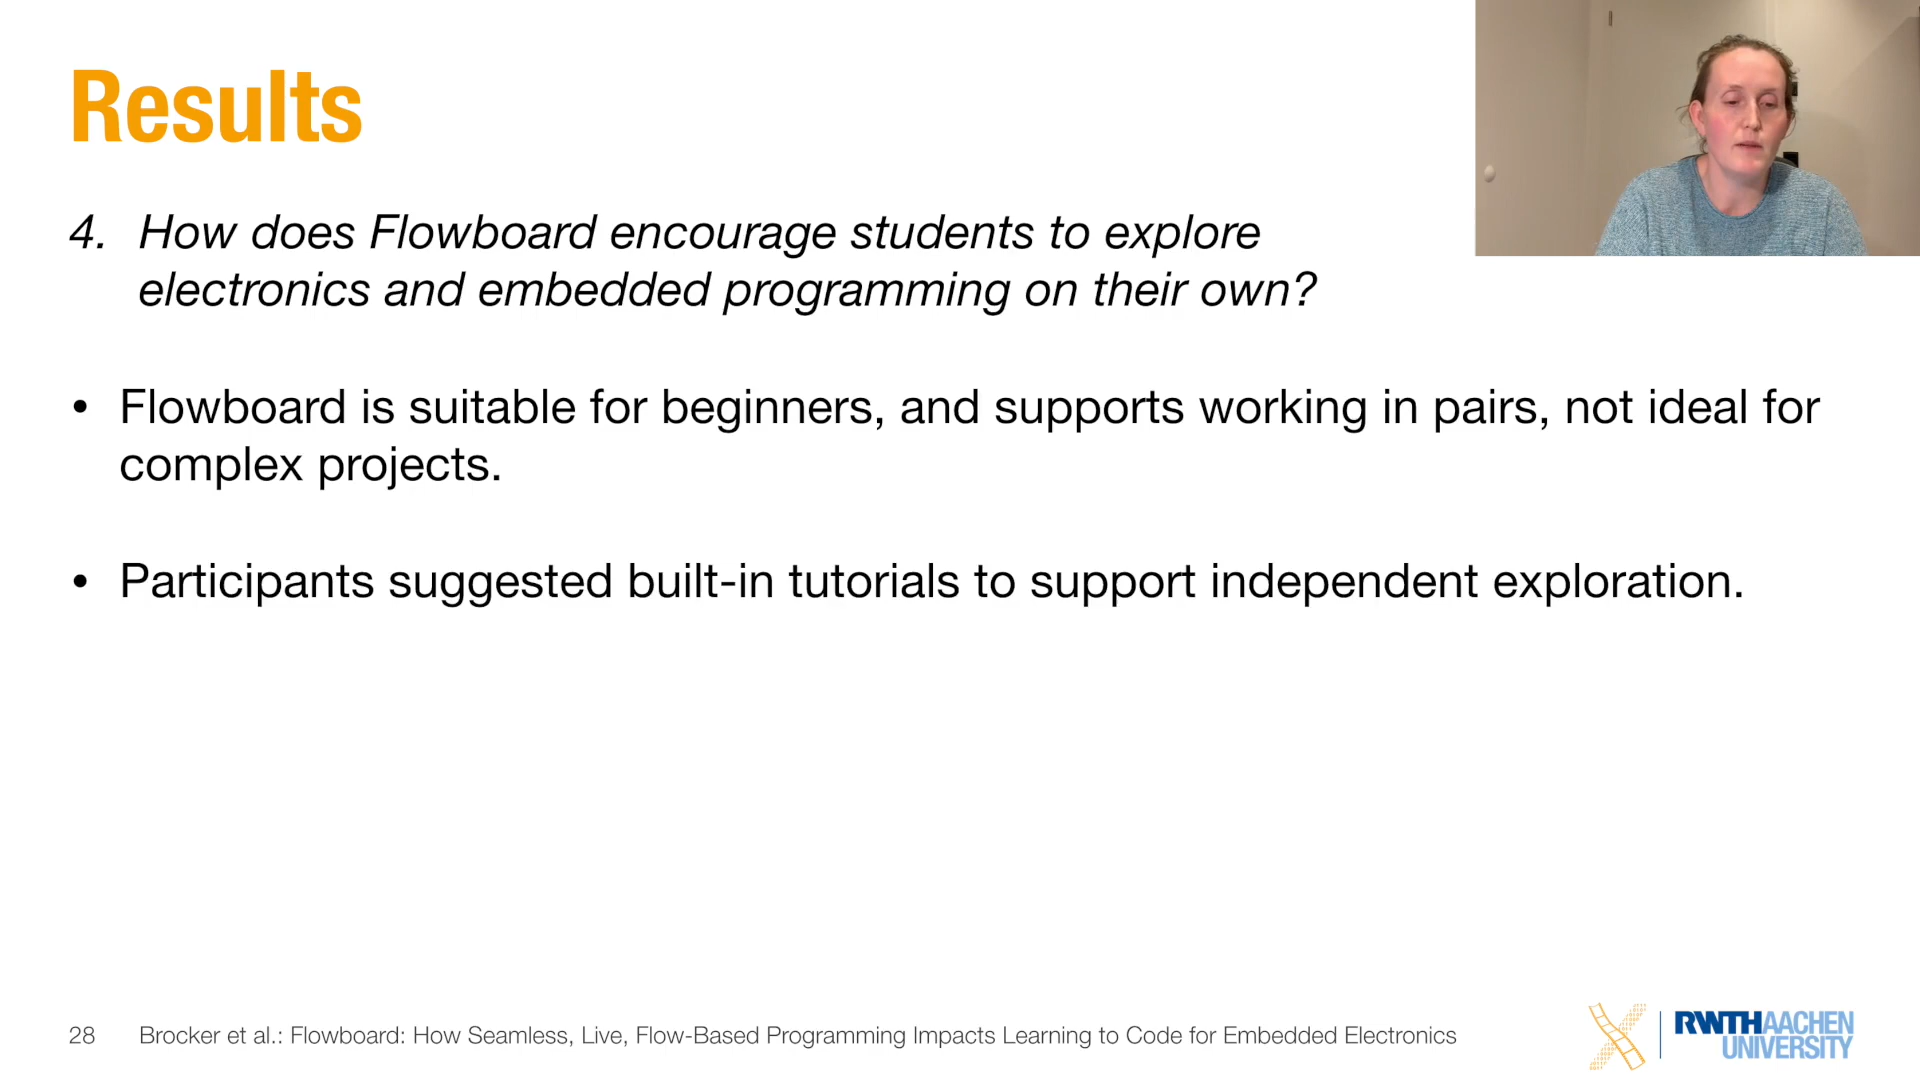 Results
4. How does Flowboard encourage students to explore
electronics and embedded programming on their own?
• Flowboard is suitable for beginners, and supports working in pairs, not ideal for
complex projects.
• Participants suggested built-in tutorials to support independent exploration.
28 Brocker et al.: Flowboard: How Seamless, Live, Flow-Based Programming Impacts Learning to Code for Embedded Electronics
RWTHAACHEN
UNIVERSITY